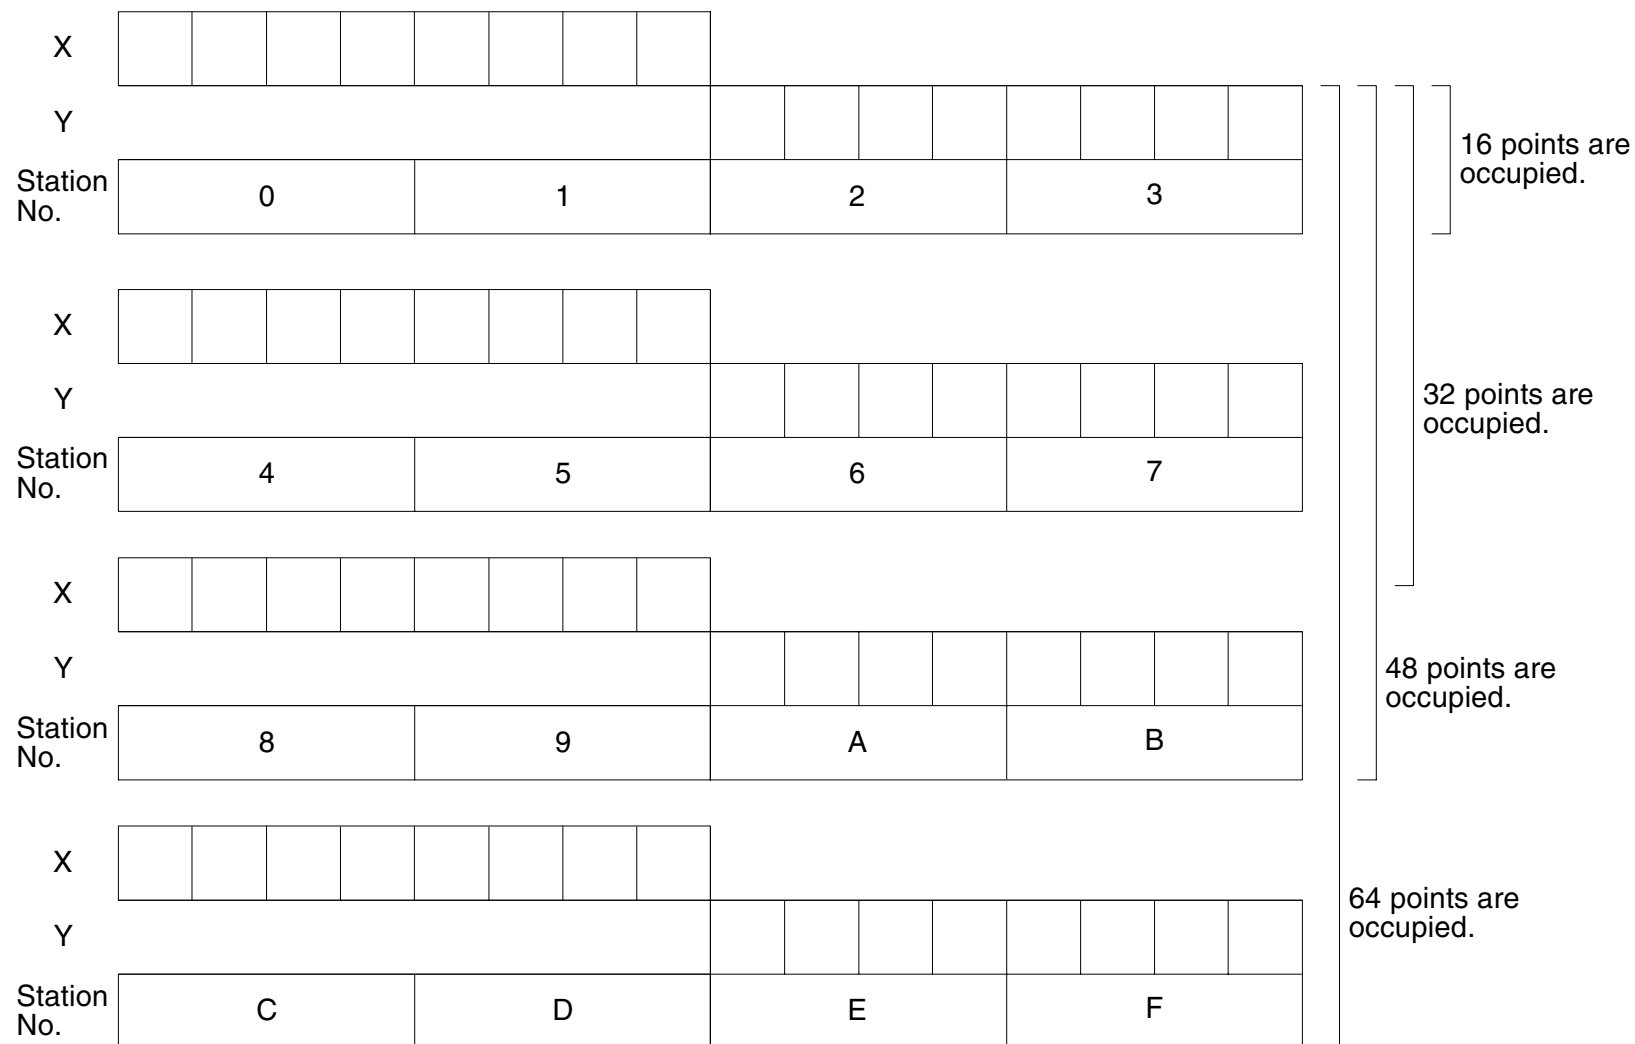 X
Y
Station
No.
0 1 2 3
16 points are
occupied.
X
Y
Station
No.
4 5 6 7
32 points are
occupied.
X
Y
Station
No.
8 9 A B
48 points are
occupied.
X
Y
Station
No.
C D E F
64 points are
occupied.